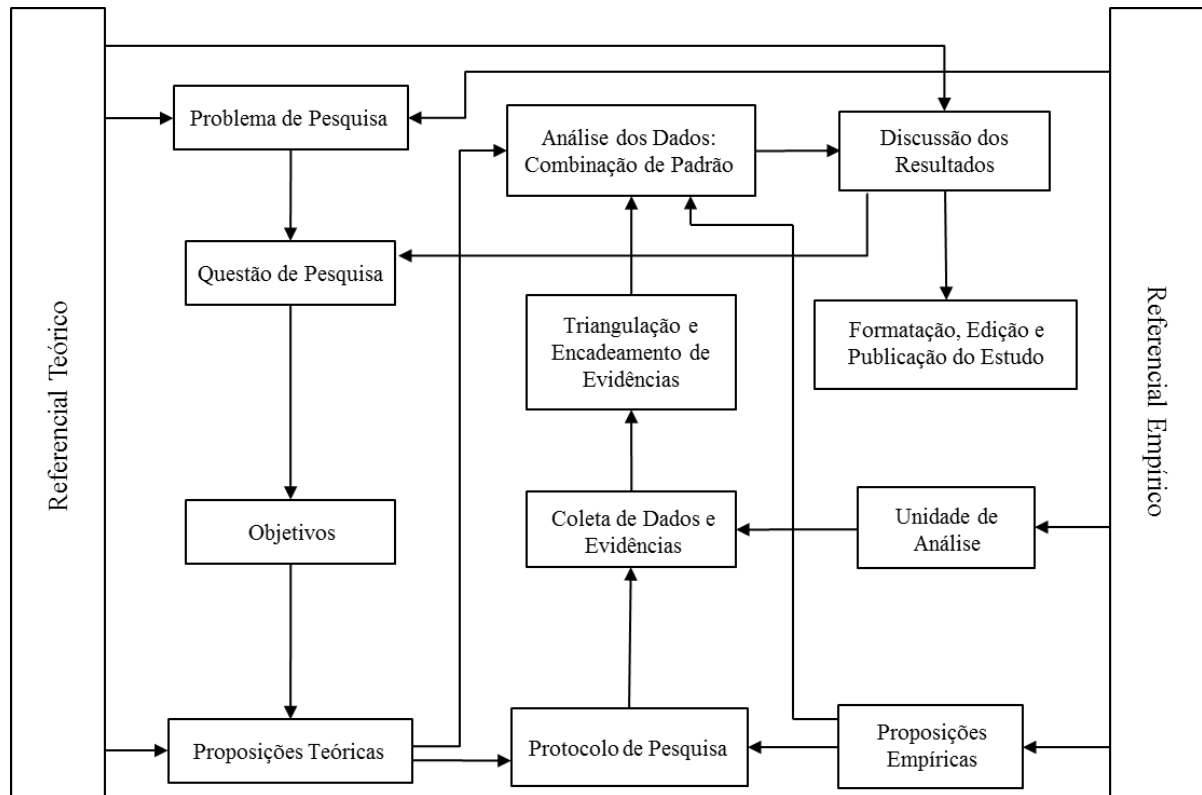 Referencial Teórico
Problema de Pesquisa
Questão de Pesquisa
Objetivos
Proposições Teóricas
Análise dos Dados:
Combinação de Padrão
Triangulação e
Encadeamento de
Evidências
Coleta de Dados e
Evidências
Protocolo de Pesquisa
Discussão dos
Resultados
Formatação, Edição e
Publicação do Estudo
Unidade de
Análise
Proposições
Empíricas
Referencial Empírico